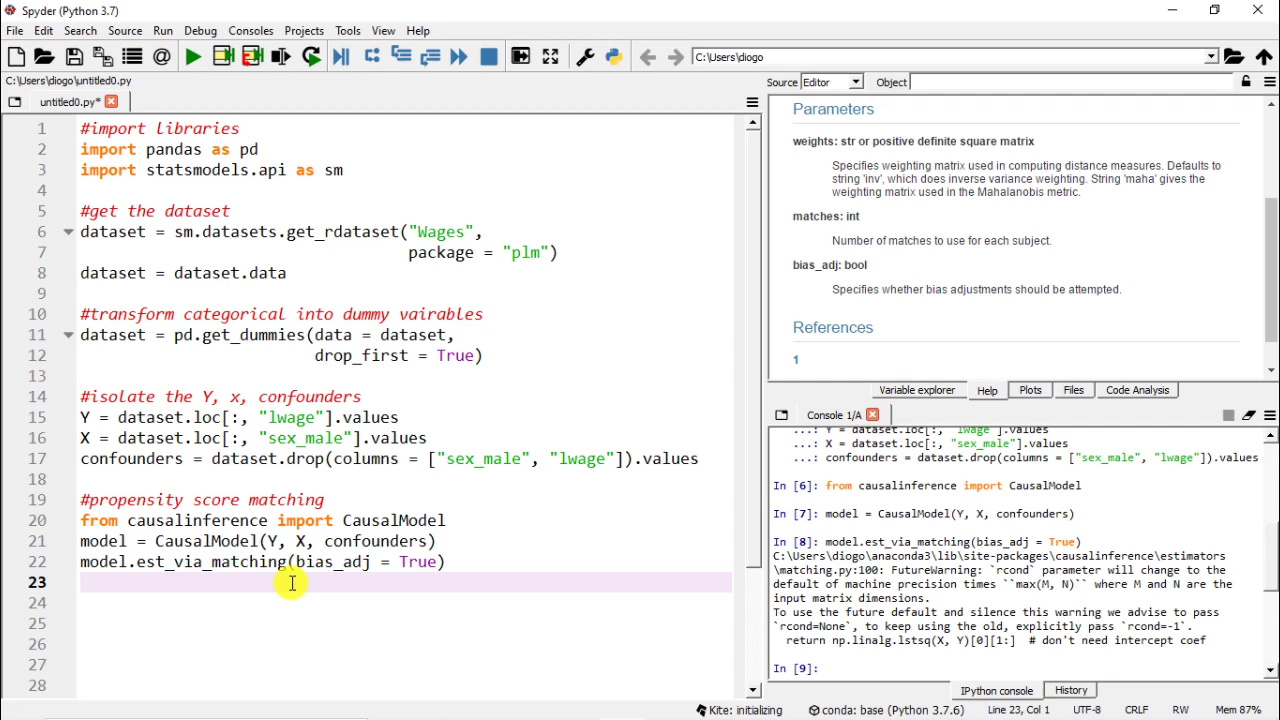 Spyder (Python 3.7)
File Edit Search Source Run Debug Consoles Projects Tools View Help
C:\Users\diogo
C:\Users\diogo\untitled0.py
untitled0.py*
1 #import libraries
2 import pandas as pd
3 import statsmodels.api as sm
4
5 #get the dataset
6 dataset = sm.datasets.get_rdataset("Wages",
7 package = "plm")
8 dataset = dataset.data
9
10 #transform categorical into dummy vairables
11 dataset = pd.get_dummies(data = dataset,
12 drop_first = True)
13
14 #isolate the Y, x, confounders
15 Y = dataset.loc[:, "lwage"].values
16 X = dataset.loc[:, "sex_male"].values
17 confounders = dataset.drop(columns = ["sex_male", "lwage"]).values
18
19 #propensity score matching
20 from causalinference import CausalModel
21 model = CausalModel(Y, X, confounders)
22 model.est_via_matching(bias_adj = True)
23
24
25
26
27
28
Source Editor Object
Parameters
weights: str or positive definite square matrix
Specifies weighting matrix used in computing distance measures. Defaults to
string 'inv', which does inverse variance weighting. String 'maha' gives the
weighting matrix used in the Mahalanobis metric.
matches: int
Number of matches to use for each subject.
bias_adj: bool
Specifies whether bias adjustments should be attempted.
References
1
Variable explorer Help Plots Files Code Analysis
Console 1/A
...: Y = dataset.loc[:, "lwage"].values
...: X = dataset.loc[:, "sex_male"].values
...: confounders = dataset.drop(columns = ["sex_male", "lwage"]).values
In [6]: from causalinference import CausalModel
In [7]: model = CausalModel(Y, X, confounders)
In [8]: model.est_via_matching(bias_adj = True)
C:\Users\diogo\anaconda3\lib\site-packages\causalinference\estimators
\matching.py:100: FutureWarning: `rcond` parameter will change to the
default of machine precision times ``max(M, N)`` where M and N are the
input matrix dimensions.
To use the future default and silence this warning we advise to pass
`rcond=None`, to keep using the old, explicitly pass `rcond=-1`.
return np.linalg.lstsq(X, Y)[0][1:] # don't need intercept coef
In [9]:
IPython console History
Kite: initializing conda: base (Python 3.7.6) Line 23, Col 1 UTF-8 CRLF RW Mem 87%